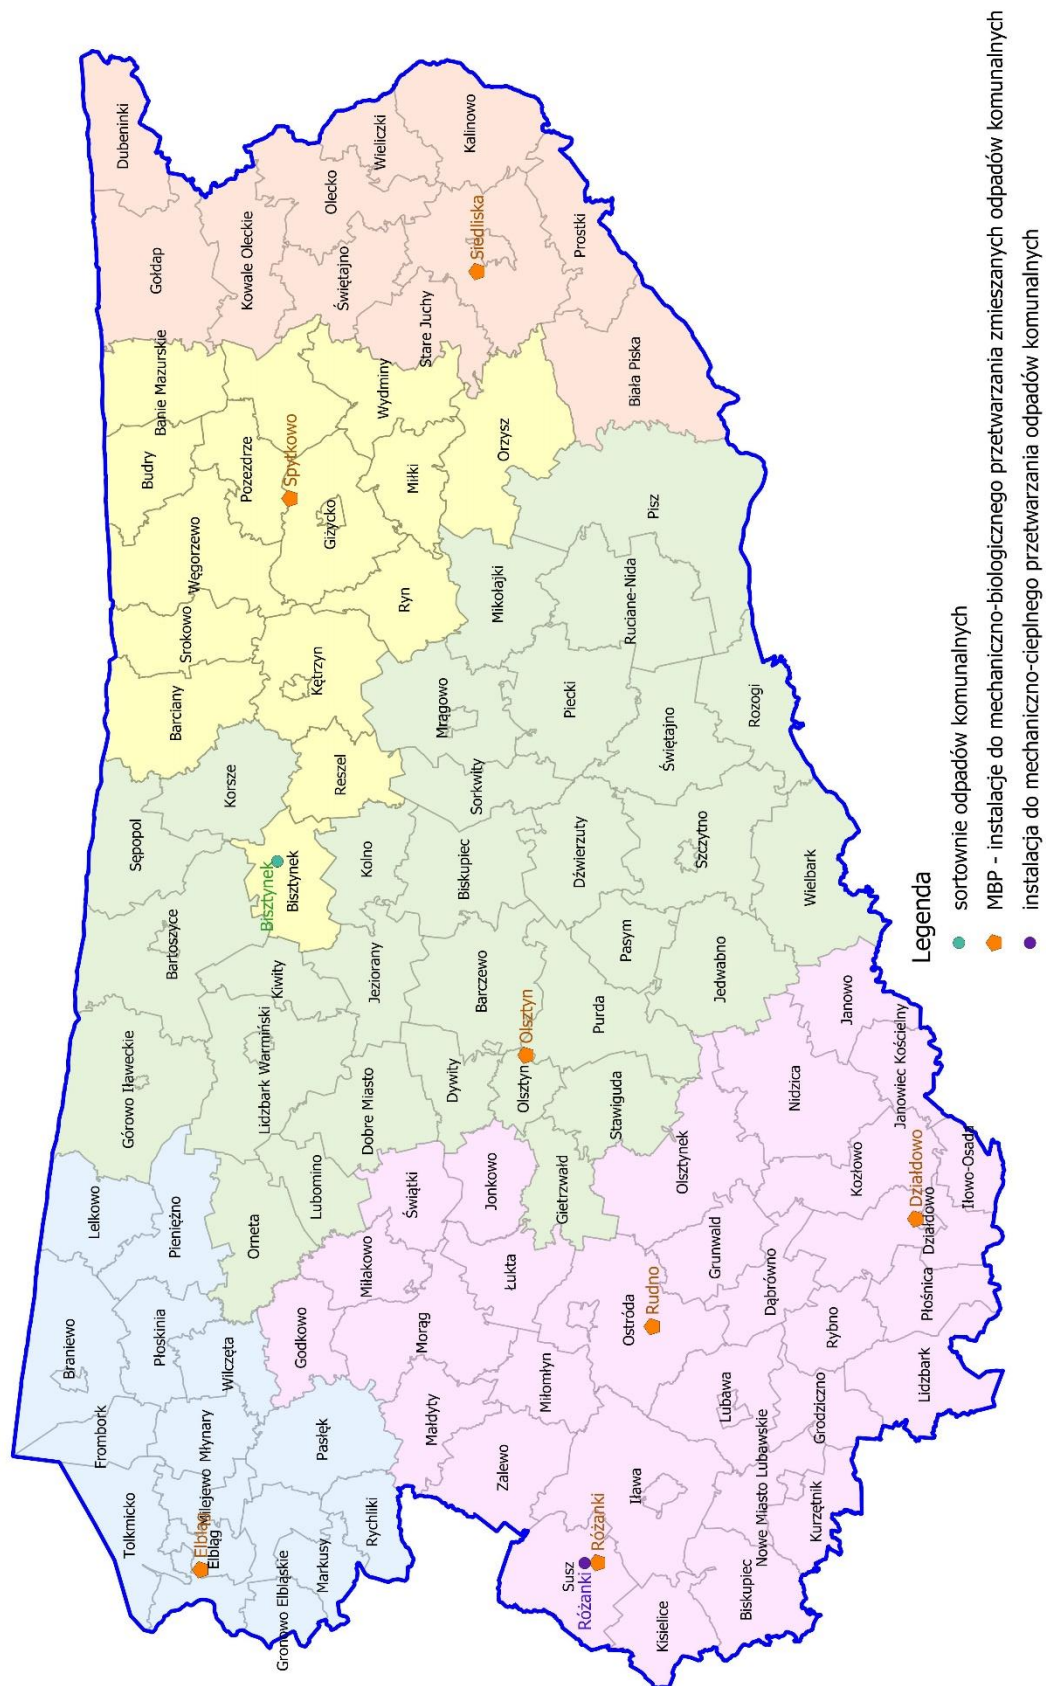 Dubeninki
Gołdap
Banie Mazurskie
Budry
Węgorzewo
Srokowo
Barciany
Sępopol
Bartoszyce
Górowo Iławeckie
Lelkowo
Braniewo
Frombork
Tolkmicko
Kowale Oleckie
Pozezdrze
Spytkowo
Korsze
Bisztynek
Bisztynek
Kiwity
Lidzbark Warmiński
Pieniężno
Płoskinia
Wilczęta
Młynary
Milejewo
Elbląg
Elbląg
Gronowo Elbląskie
Markusy
Olecko
Wieliczki
Świętajno
Giżycko
Wydminy
Kętrzyn
Reszel
Kolno
Jeziorany
Dobre Miasto
Lubomino
Orneta
Godkowo
Pasłęk
Rychliki
Kalinowo
Siedliska
Stare Juchy
Miłki
Ryn
Mrągowo
Sorkwity
Biskupiec
Barczewo
Dywity
Świątki
Miłakowo
Morąg
Małdyty
Zalewo
Prostki
Orzysz
Mikołajki
Piecki
Dźwierzuty
Olsztyn
Olsztyn
Jonkowo
Łukta
Miłomłyn
Susz
Różanki
Różanki
Biała Piska
Pisz
Ruciane-Nida
Świętajno
Szczytno
Pasym
Purda
Stawiguda
Gietrzwałd
Ostróda
Rudno
Iława
Kisielice
Rozogi
Wielbark
Jedwabno
Olsztynek
Grunwald
Lubawa
Nowe Miasto Lubawskie
Biskupiec
Janowo
Nidzica
Kozłowo
Dąbrówno
Rybno
Grodziczno
Kurzętnik
Janowiec Kościelny
Działdowo
Działdowo
Iłowo-Osada
Płośnica
Lidzbark
Legenda
sortownie odpadów komunalnych
MBP - instalacje do mechaniczno-biologicznego przetwarzania zmieszanych odpadów komunalnych
instalacja do mechaniczno-cieplnego przetwarzania odpadów komunalnych